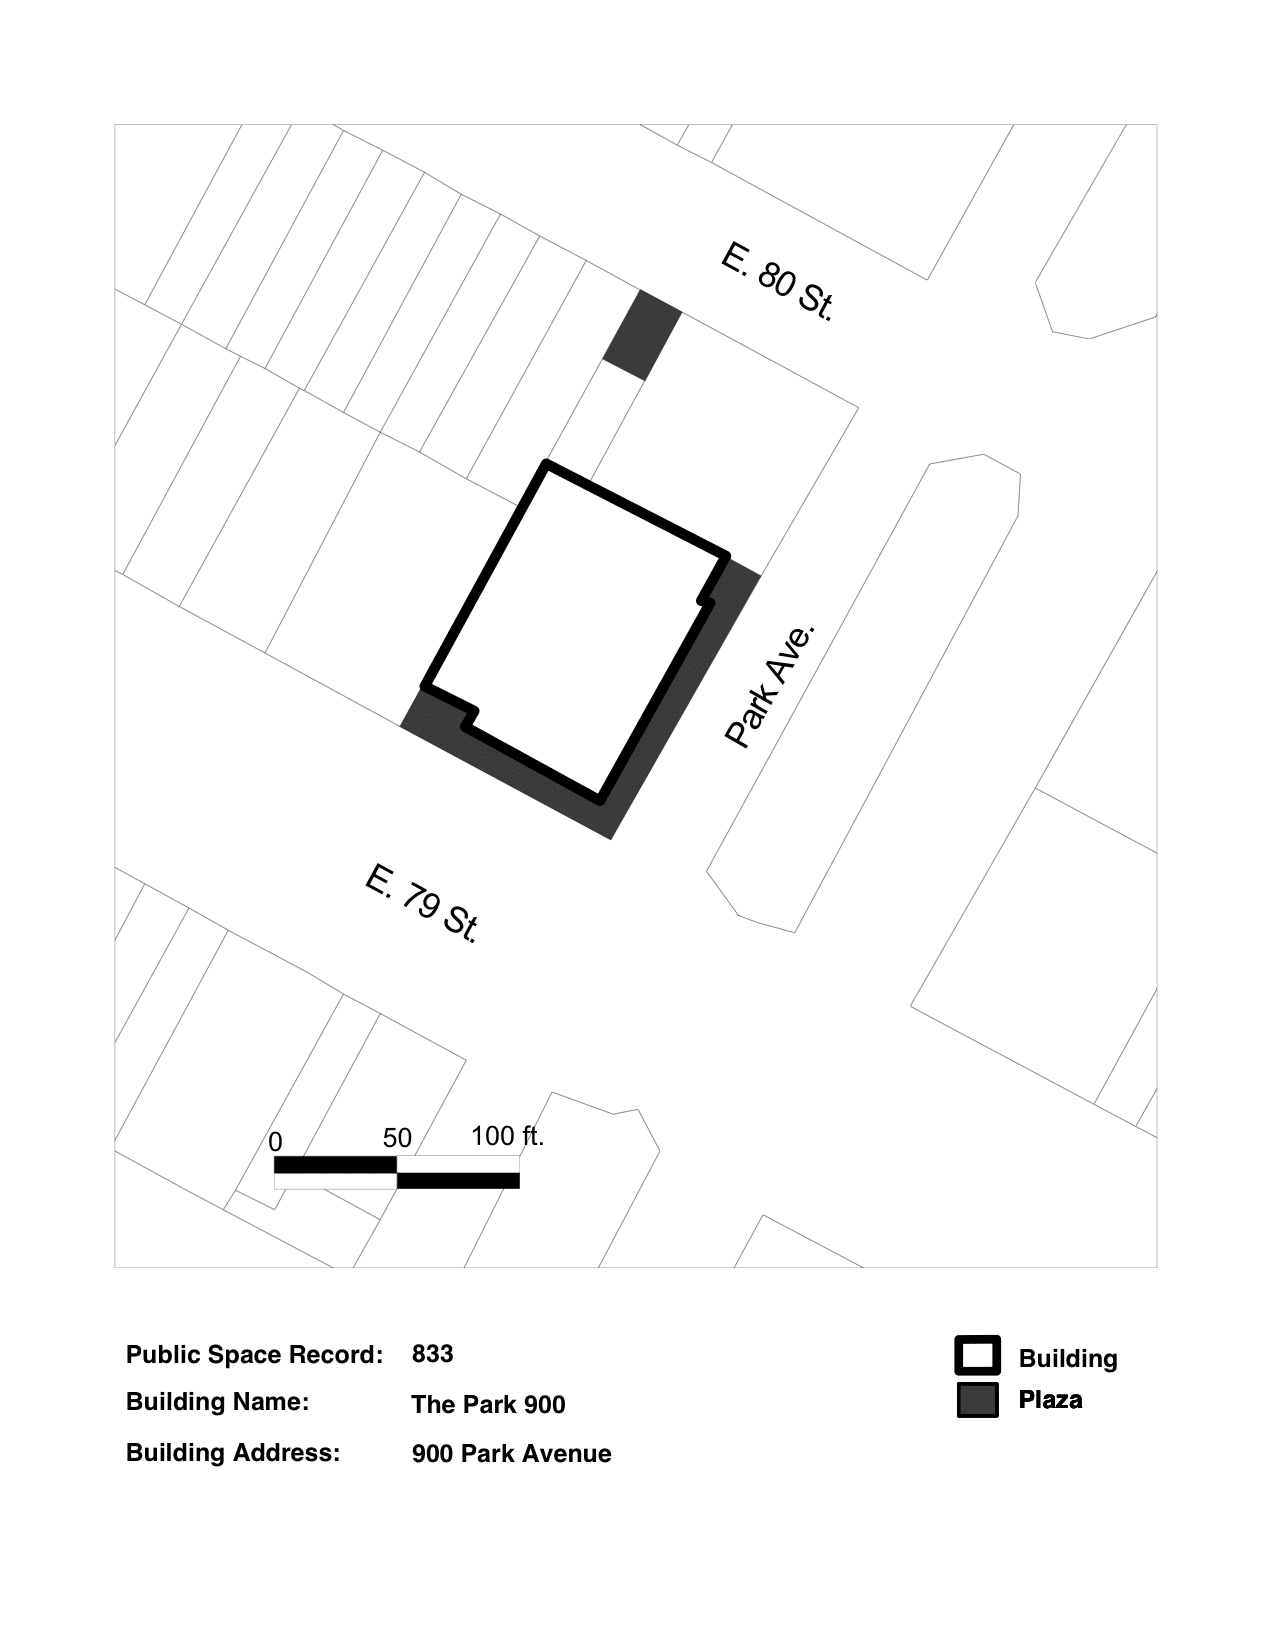 E. 80 St.
Park Ave.
E. 79 St.
0 50 100 ft.
Public Space Record: 833
Building Name: The Park 900
Building Address: 900 Park Avenue
Building
Plaza